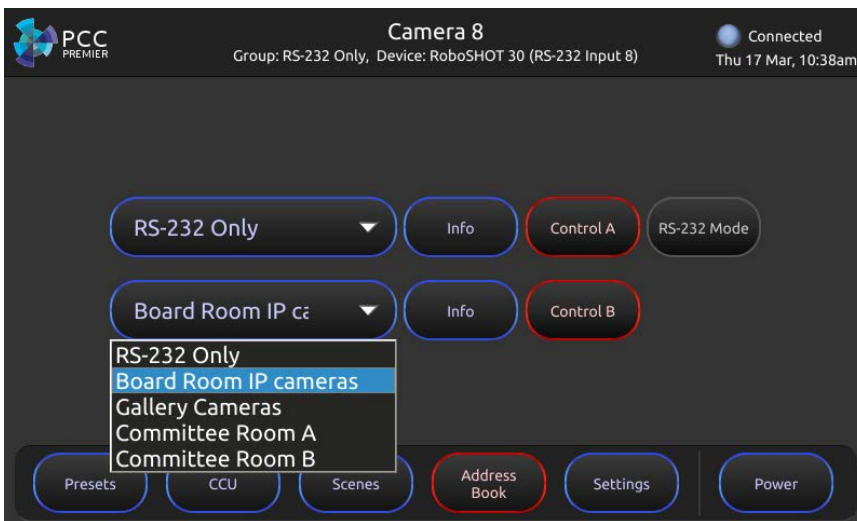 PCC
PREMIER
Camera 8
Group: RS-232 Only, Device: RoboSHOT 30 (RS-232 Input 8)
Connected
Thu 17 Mar, 10:38am
RS-232 Only
Info
Control A
RS-232 Mode
Board Room IP ca
Info
Control B
RS-232 Only
Board Room IP cameras
Gallery Cameras
Committee Room A
Committee Room B
Presets
CCU
Scenes
Address
Book
Settings
Power